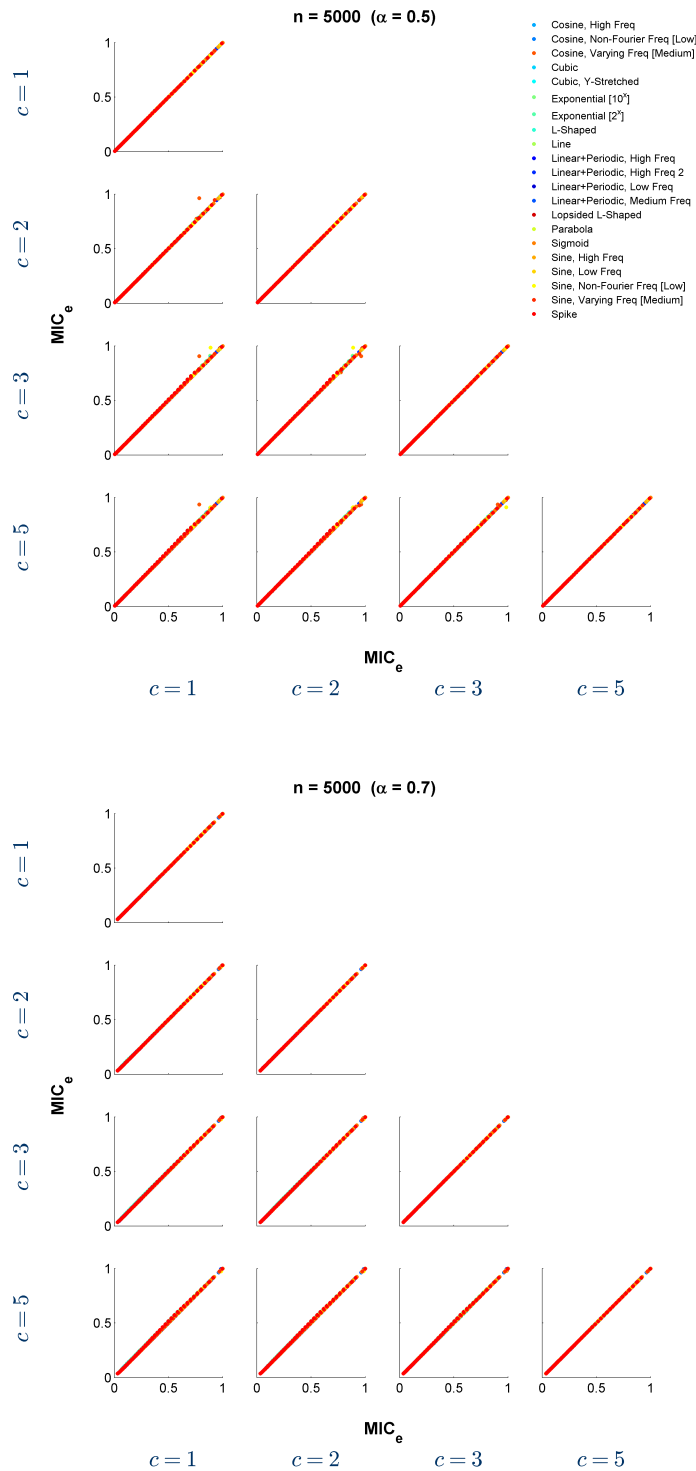 n = 5000 (α = 0.5)
Cosine, High Freq
Cosine, Non-Fourier Freq [Low]
Cosine, Varying Freq [Medium]
Cubic
Cubic, Y-Stretched
Exponential [10^x]
Exponential [2^x]
L-Shaped
Line
Linear+Periodic, High Freq
Linear+Periodic, High Freq 2
Linear+Periodic, Low Freq
Linear+Periodic, Medium Freq
Lopsided L-Shaped
Parabola
Sigmoid
Sine, High Freq
Sine, Low Freq
Sine, Non-Fourier Freq [Low]
Sine, Varying Freq [Medium]
Spike
c = 1
1
0.5
0
c = 2
1
0.5
0
MIC_e
c = 3
1
0.5
0
c = 5
1
0.5
0
0 0.5 1 0 0.5 1 0 0.5 1 0 0.5 1
MIC_e
c = 1 c = 2 c = 3 c = 5
n = 5000 (α = 0.7)
c = 1
1
0.5
0
c = 2
1
0.5
0
MIC_e
c = 3
1
0.5
0
c = 5
1
0.5
0
0 0.5 1 0 0.5 1 0 0.5 1 0 0.5 1
MIC_e
c = 1 c = 2 c = 3 c = 5